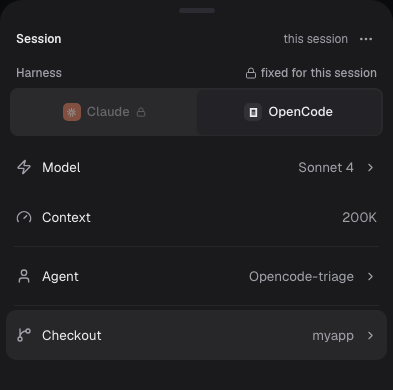 Session this session ...
Harness fixed for this session
Claude OpenCode
Model Sonnet 4
Context 200K
Agent Opencode-triage
Checkout myapp